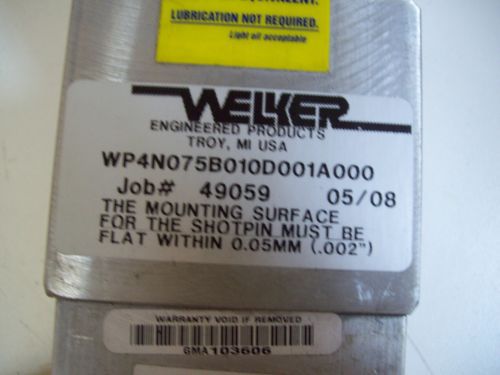 LUBRICATION NOT REQUIRED.
Light oil acceptable
WELKER
ENGINEERED PRODUCTS
TROY, MI USA
WP4N075B010D001A000
Job# 49059 05/08
THE MOUNTING SURFACE
FOR THE SHOTPIN MUST BE
FLAT WITHIN 0.05MM (.002")
WARRANTY VOID IF REMOVED
GMA103606